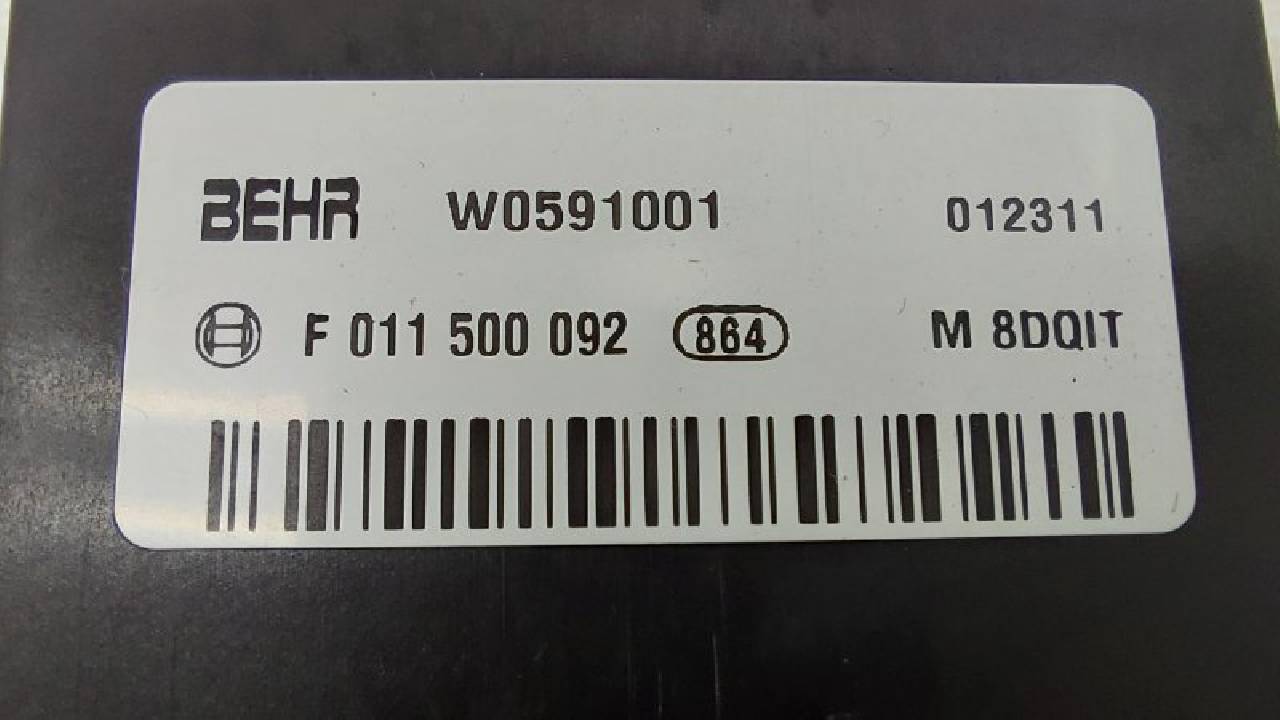 BEHR W0591001 012311
F 011 500 092 864 M 8DQIT